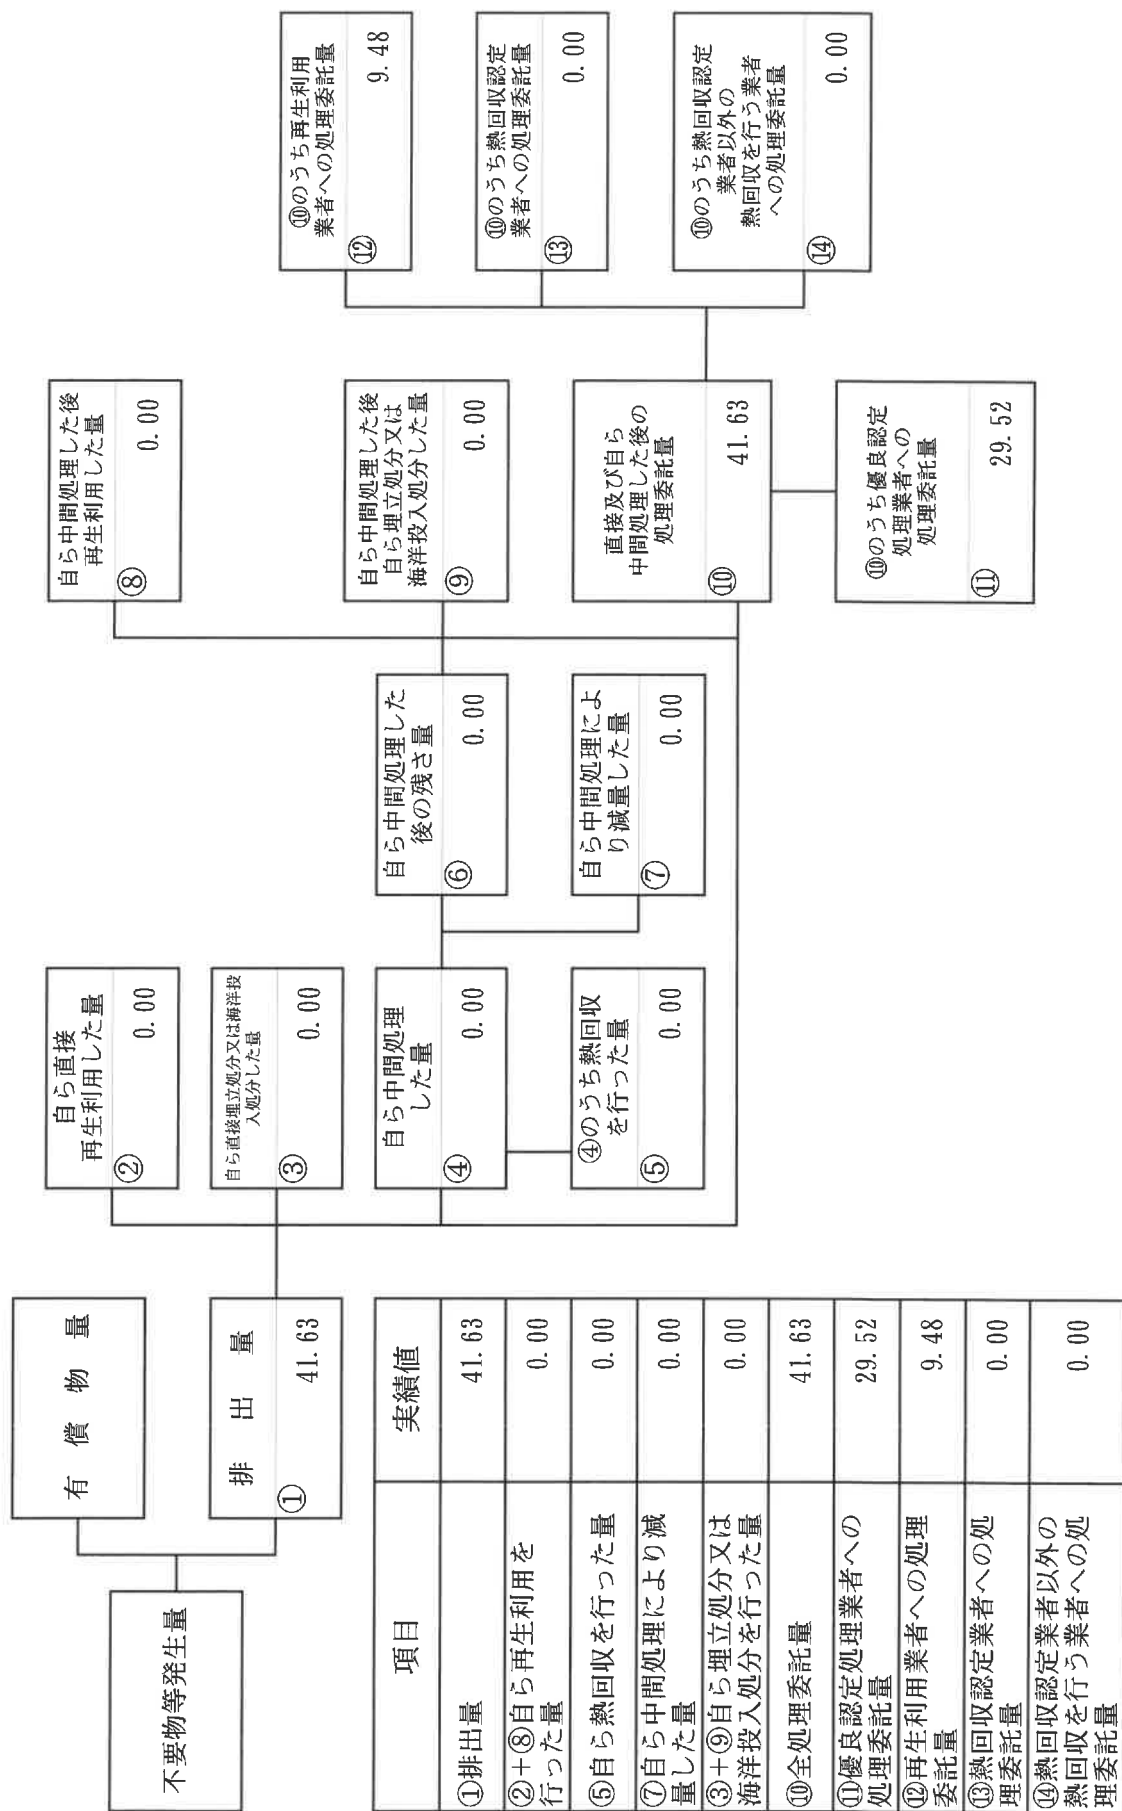 不要物等発生量
有償物量
排出量
① 41.63
自ら直接
再生利用した量
② 0.00
自ら直接埋立処分又は海洋投
入処分した量
③ 0.00
自ら中間処理
した量
④ 0.00
④のうち熱回収
を行った量
⑤ 0.00
自ら中間処理した
後の残さ量
⑥ 0.00
自ら中間処理によ
り減量した量
⑦ 0.00
自ら中間処理した後
再生利用した量
⑧ 0.00
自ら中間処理した後
自ら埋立処分又は
海洋投入処分した量
⑨ 0.00
直接及び自ら
中間処理した後の
処理委託量
⑩ 41.63
⑩のうち優良認定
処理業者への
処理委託量
⑪ 29.52
⑩のうち再生利用
業者への処理委託量
⑫ 9.48
⑩のうち熱回収認定
業者への処理委託量
⑬ 0.00
⑩のうち熱回収認定
業者以外の
熱回収を行う業者
への処理委託量
⑭ 0.00
項目 実績値
①排出量 41.63
②+⑧自ら再生利用を
行った量 0.00
⑤自ら熱回収を行った量 0.00
⑦自ら中間処理により減
量した量 0.00
③+⑨自ら埋立処分又は
海洋投入処分を行った量 0.00
⑩全処理委託量 41.63
⑪優良認定処理業者への
処理委託量 29.52
⑫再生利用業者への処理
委託量 9.48
⑬熱回収認定業者への処
理委託量 0.00
⑭熱回収認定業者以外の
熱回収を行う業者への処
理委託量 0.00